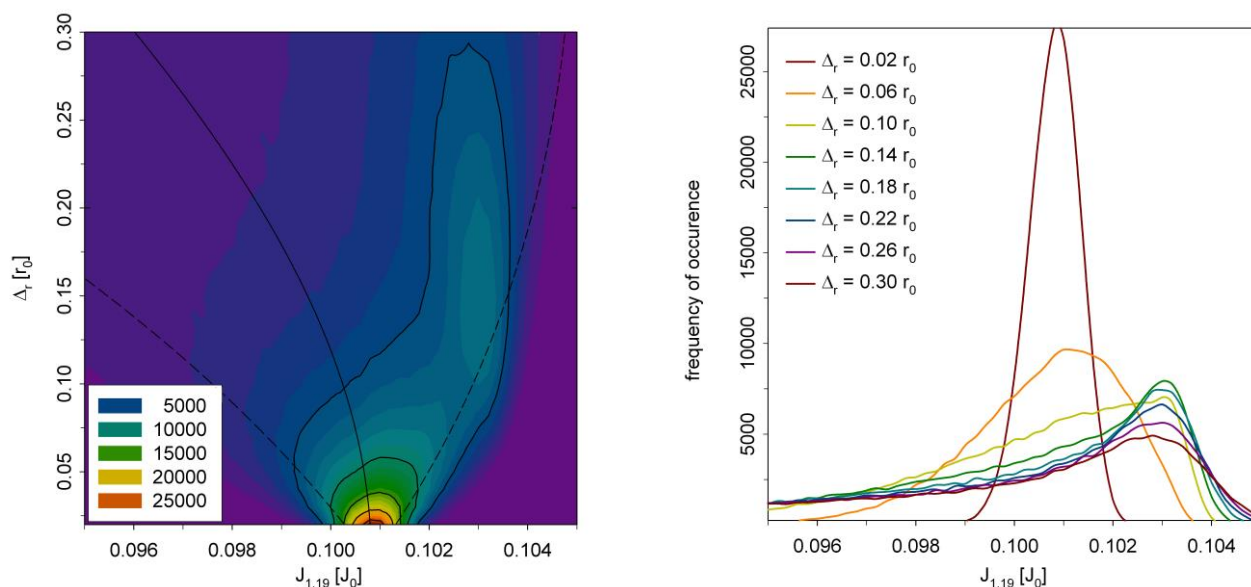 0.30
0.25
0.20
0.15
0.10
0.05
Δr [r0]
5000
10000
15000
20000
25000
0.096 0.098 0.100 0.102 0.104
J1,19 [J0]
25000
20000
15000
10000
5000
frequency of occurence
Δr = 0.02 r0
Δr = 0.06 r0
Δr = 0.10 r0
Δr = 0.14 r0
Δr = 0.18 r0
Δr = 0.22 r0
Δr = 0.26 r0
Δr = 0.30 r0
0.096 0.098 0.100 0.102 0.104
J1,19 [J0]